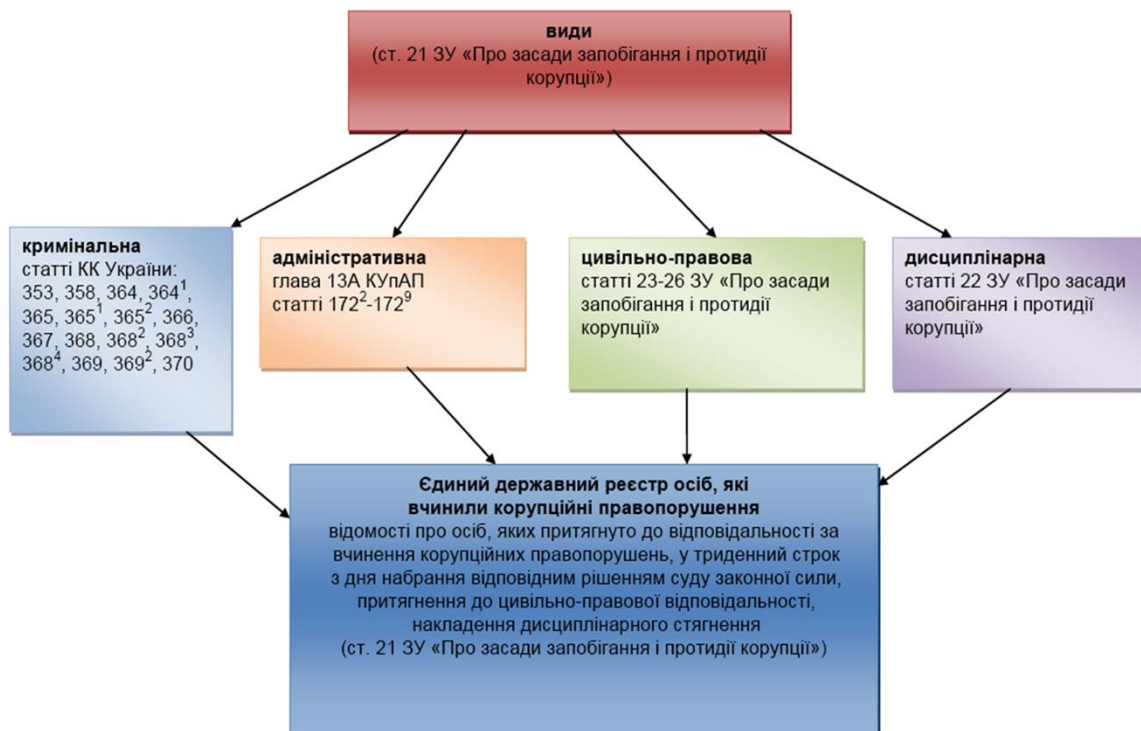 види
(ст. 21 ЗУ «Про засади запобігання і протидії
корупції»)
кримінальна
статті КК України:
353, 358, 364, 364¹,
365, 365¹, 365², 366,
367, 368, 368², 368³,
368⁴, 369, 369², 370
адміністративна
глава 13А КУпАП
статті 172²-172⁹
цивільно-правова
статті 23-26 ЗУ «Про засади
запобігання і протидії
корупції»
дисциплінарна
статті 22 ЗУ «Про засади
запобігання і протидії
корупції»
Єдиний державний реєстр осіб, які
вчинили корупційні правопорушення
відомості про осіб, яких притягнуто до відповідальності за
вчинення корупційних правопорушень, у триденний строк
з дня набрання відповідним рішенням суду законної сили,
притягнення до цивільно-правової відповідальності,
накладення дисциплінарного стягнення
(ст. 21 ЗУ «Про засади запобігання і протидії корупції»)